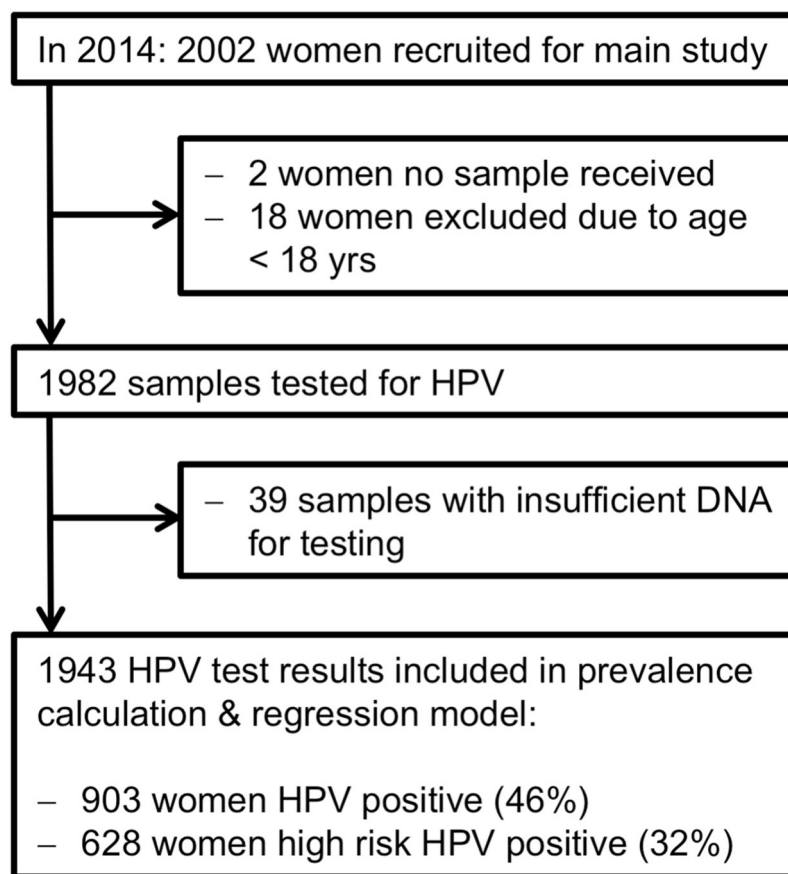 In 2014: 2002 women recruited for main study
– 2 women no sample received
– 18 women excluded due to age
< 18 yrs
1982 samples tested for HPV
– 39 samples with insufficient DNA
for testing
1943 HPV test results included in prevalence
calculation & regression model:
– 903 women HPV positive (46%)
– 628 women high risk HPV positive (32%)